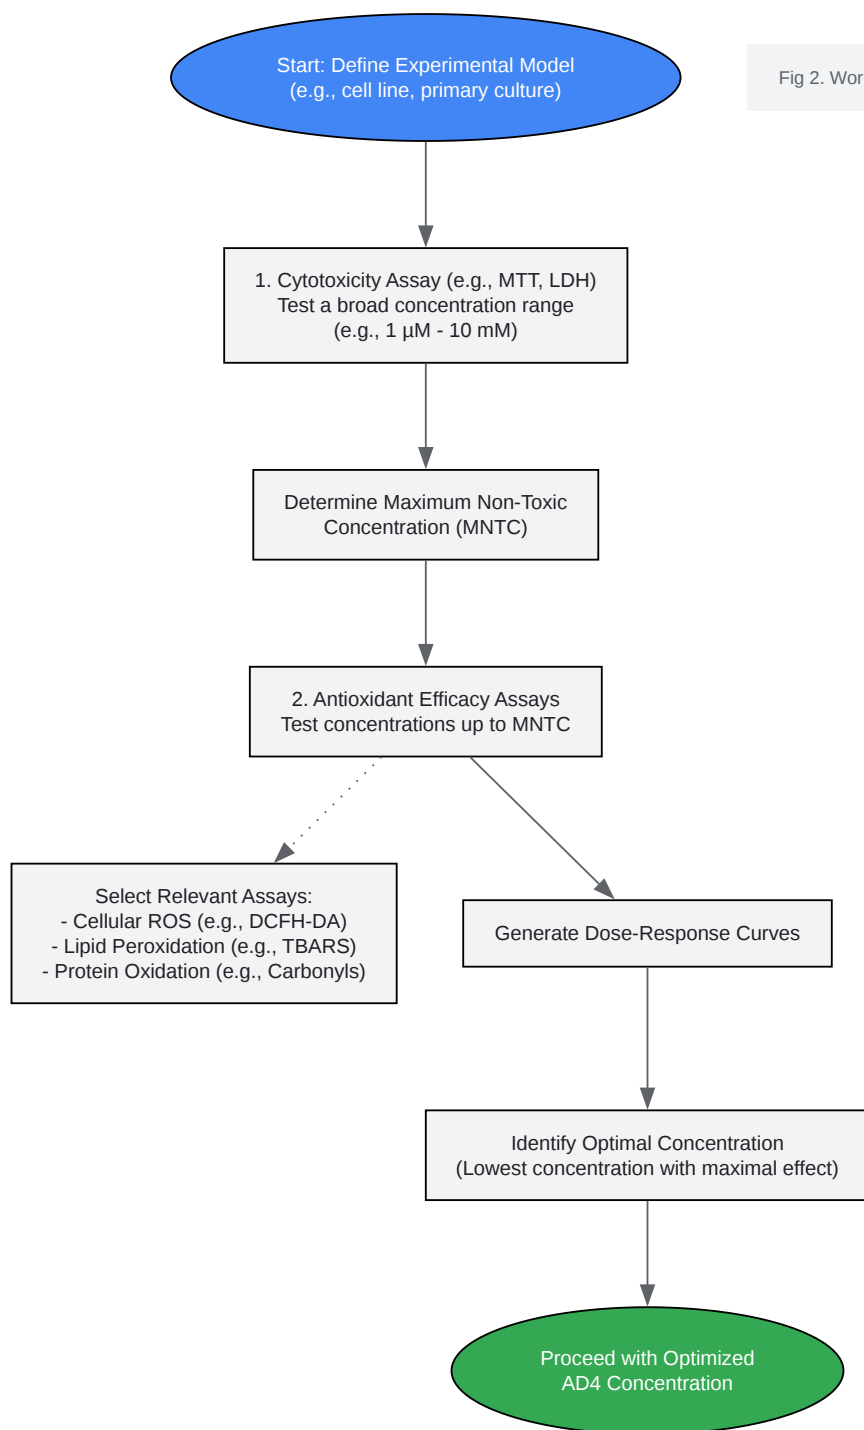 Start: Define Experimental Model
(e.g., cell line, primary culture)
Fig 2. Wor
1. Cytotoxicity Assay (e.g., MTT, LDH)
Test a broad concentration range
(e.g., 1 µM - 10 mM)
Determine Maximum Non-Toxic
Concentration (MNTC)
2. Antioxidant Efficacy Assays
Test concentrations up to MNTC
Select Relevant Assays:
- Cellular ROS (e.g., DCFH-DA)
- Lipid Peroxidation (e.g., TBARS)
- Protein Oxidation (e.g., Carbonyls)
Generate Dose-Response Curves
Identify Optimal Concentration
(Lowest concentration with maximal effect)
Proceed with Optimized
AD4 Concentration